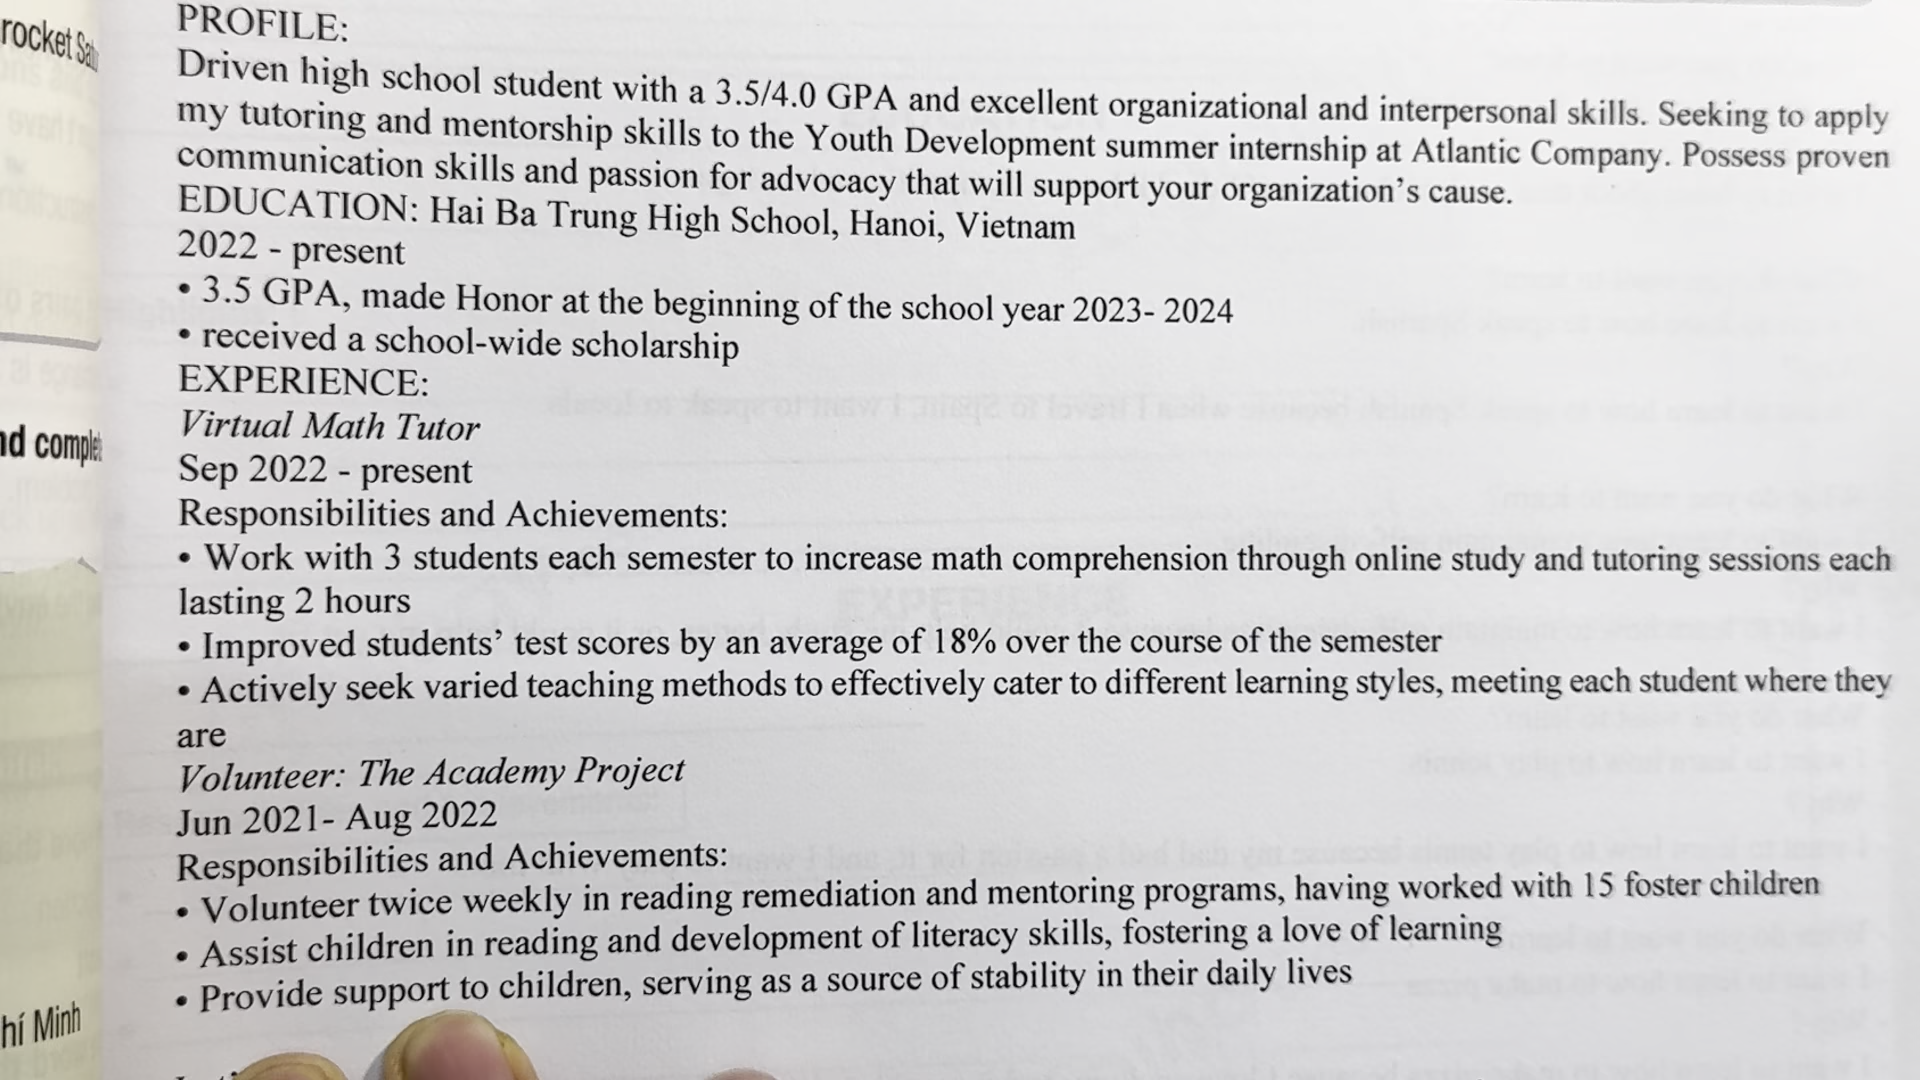 rocket
PROFILE:
Driven high school student with a 3.5/4.0 GPA and excellent organizational and interpersonal skills. Seeking to apply
my tutoring and mentorship skills to the Youth Development summer internship at Atlantic Company. Possess proven
communication skills and passion for advocacy that will support your organization’s cause.
EDUCATION: Hai Ba Trung High School, Hanoi, Vietnam
2022 - present
• 3.5 GPA, made Honor at the beginning of the school year 2023- 2024
• received a school-wide scholarship
EXPERIENCE:
Virtual Math Tutor
Sep 2022 - present
Responsibilities and Achievements:
• Work with 3 students each semester to increase math comprehension through online study and tutoring sessions each
lasting 2 hours
• Improved students’ test scores by an average of 18% over the course of the semester
• Actively seek varied teaching methods to effectively cater to different learning styles, meeting each student where they
are
Volunteer: The Academy Project
Jun 2021- Aug 2022
Responsibilities and Achievements:
• Volunteer twice weekly in reading remediation and mentoring programs, having worked with 15 foster children
• Assist children in reading and development of literacy skills, fostering a love of learning
• Provide support to children, serving as a source of stability in their daily lives
hí Minh